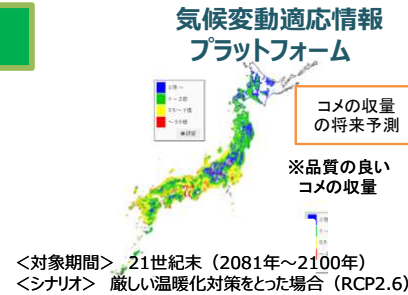 気候変動適応情報
プラットフォーム
コメの収量
の将来予測
※品質の良い
コメの収量
＜対象期間＞ 21世紀末（2081年～2100年）
＜シナリオ＞ 厳しい温暖化対策をとった場合（RCP2.6）